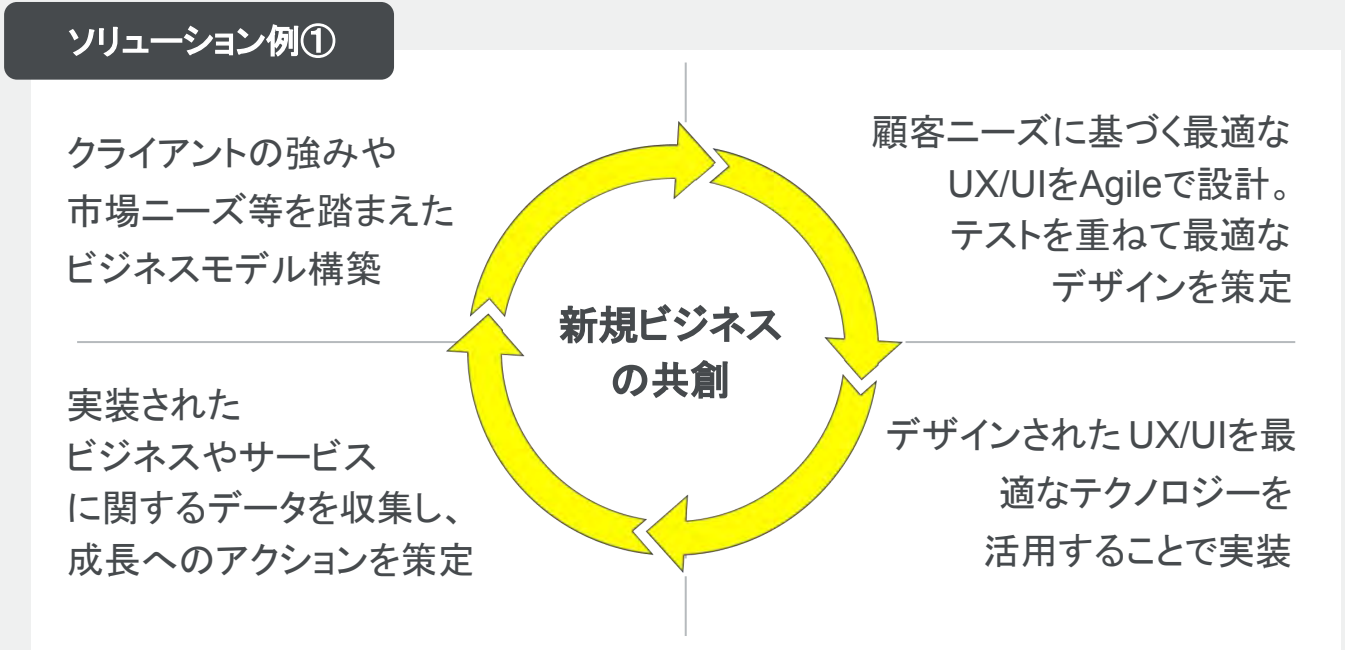 ソリューション例①
クライアントの強みや
市場ニーズ等を踏まえた
ビジネスモデル構築
顧客ニーズに基づく最適な
UX/UIをAgileで設計。
テストを重ねて最適な
デザインを策定
新規ビジネス
の共創
実装された
ビジネスやサービス
に関するデータを収集し、
成長へのアクションを策定
デザインされた UX/UIを最
適なテクノロジーを
活用することで実装